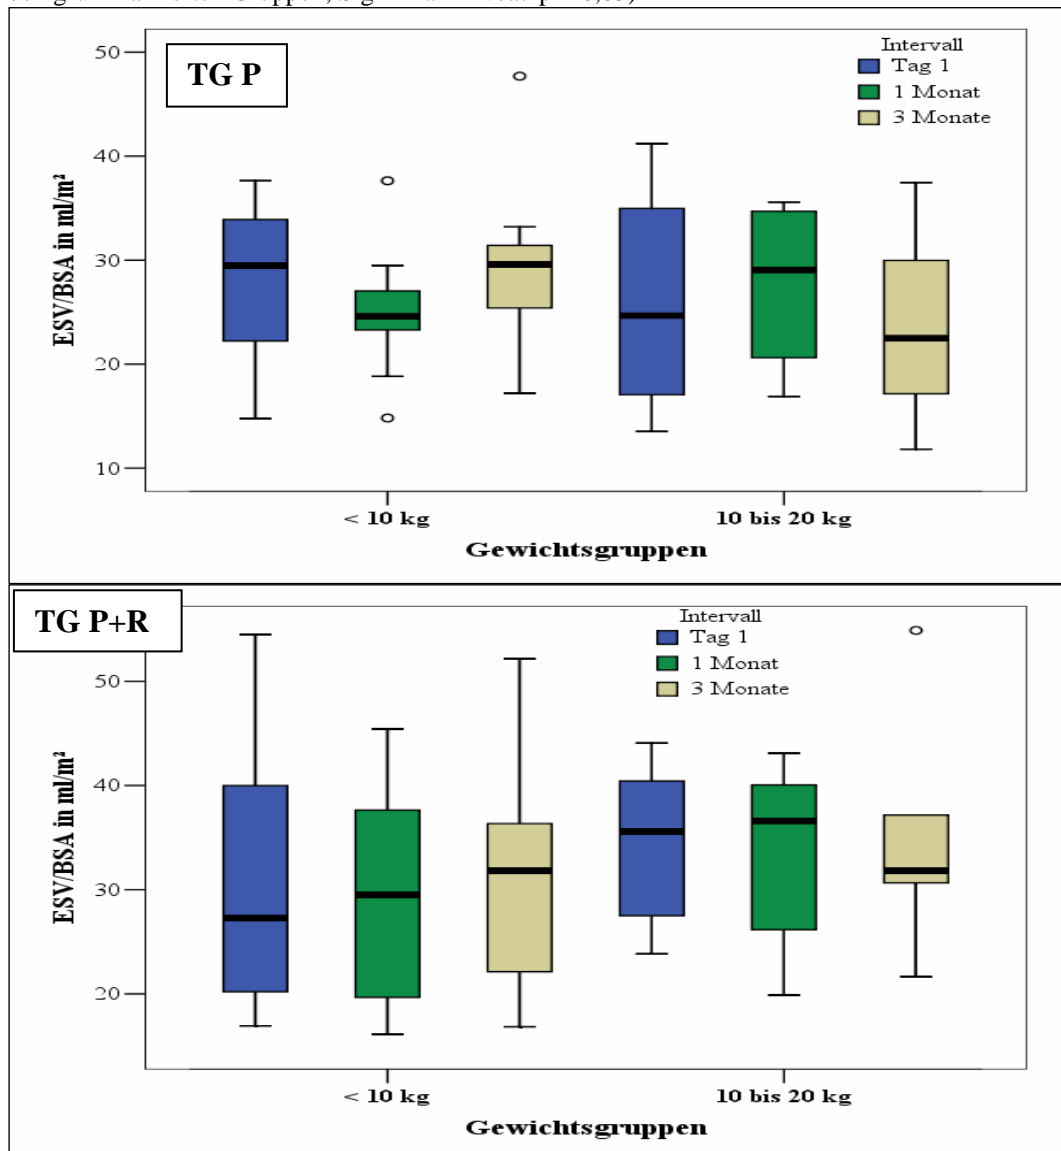 TG P
Intervall
Tag 1
1 Monat
3 Monate
50
40
30
20
10
ESV/BSA in ml/m²
< 10 kg 10 bis 20 kg
Gewichtsgruppen
TG P+R
Intervall
Tag 1
1 Monat
3 Monate
50
40
30
20
ESV/BSA in ml/m²
< 10 kg 10 bis 20 kg
Gewichtsgruppen